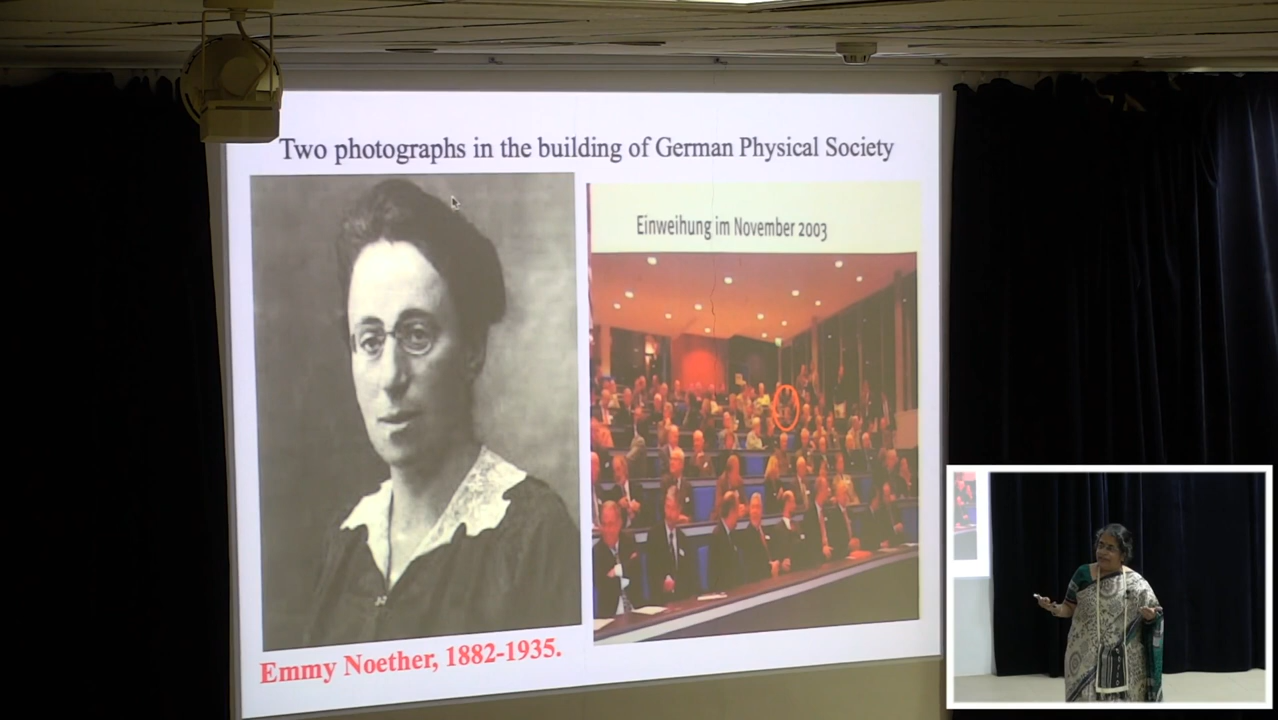 Two photographs in the building of German Physical Society
Einweihung im November 2003
Emmy Noether, 1882-1935.